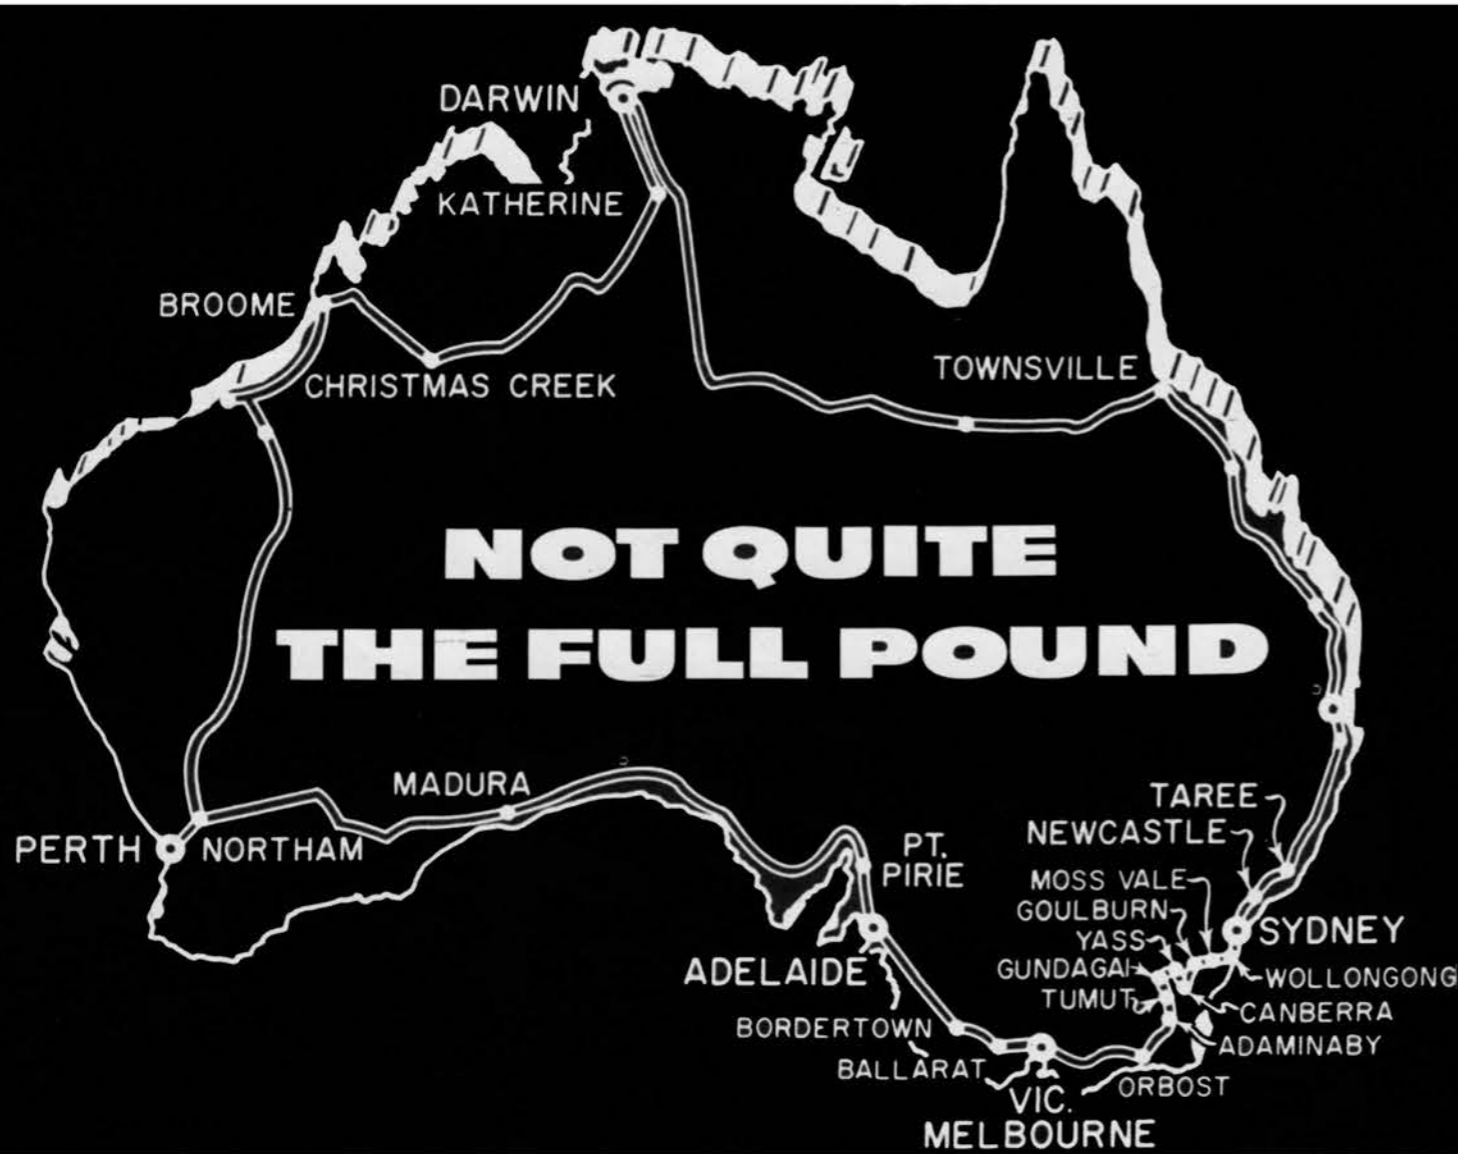 DARWIN
KATHERINE
BROOME
CHRISTMAS CREEK
TOWNSVILLE
NOT QUITE
THE FULL POUND
MADURA
PERTH
NORTHAM
PT.
PIRIE
TAREE
NEWCASTLE
MOSS VALE
GOULBURN
YASS
SYDNEY
GUNDAGAI
WOLLONGONG
TUMUT
CANBERRA
ADELAIDE
BORDERTOWN
ADAMINABY
BALLARAT
ORBOST
VIC.
MELBOURNE